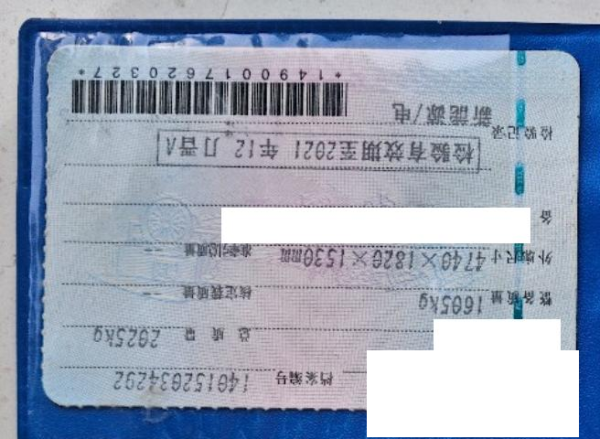 档案编号 140152034292
总质量 2025kg
整备质量 1605kg 核定载质量 --
外廓尺寸 4740×1820×1530mm 准牵引总质量 --
备
检验记录 检验有效期至2021年12月晋A
新能源/电
*1490017620327*